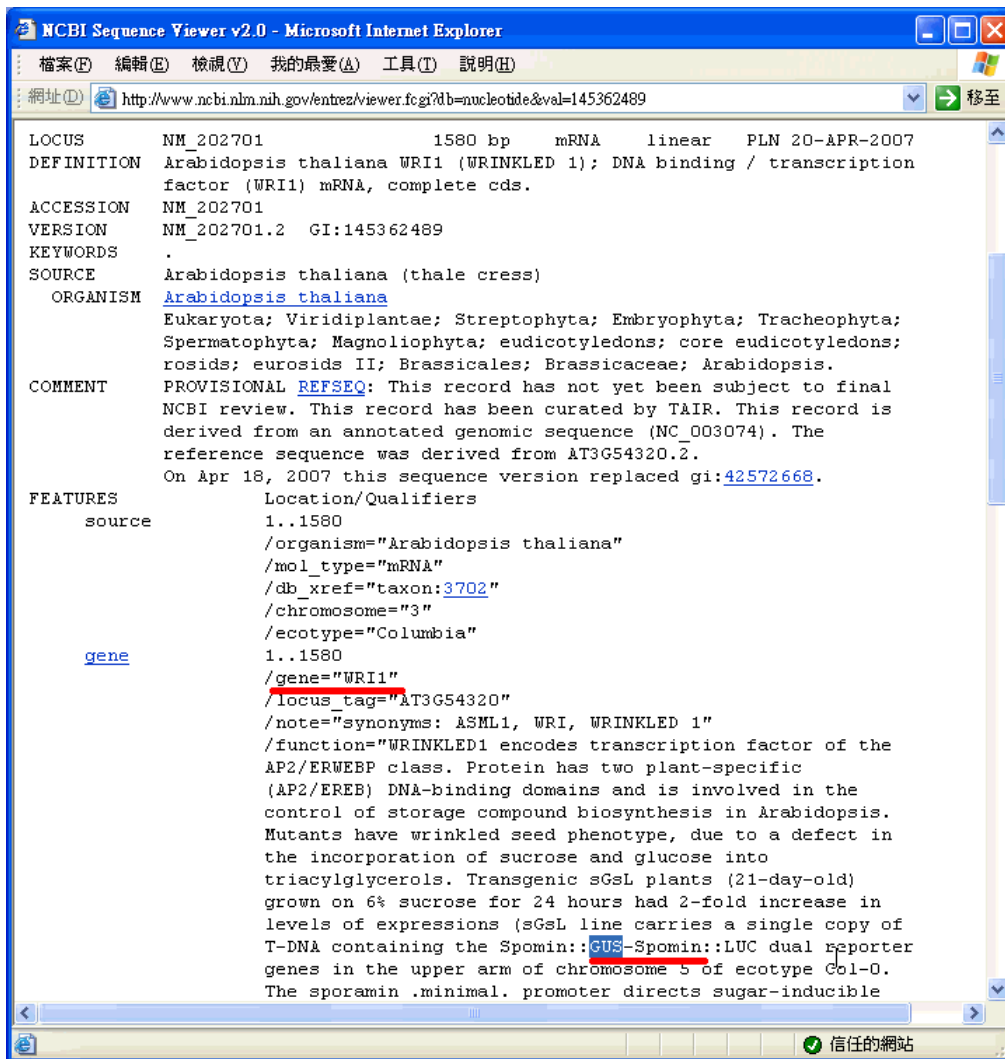 NCBI Sequence Viewer v2.0 - Microsoft Internet Explorer
檔案(F) 編輯(E) 檢視(V) 我的最愛(A) 工具(T) 說明(H)
網址(D) http://www.ncbi.nlm.nih.gov/entrez/viewer.fcgi?db=nucleotide&val=145362489 移至
LOCUS NM_202701 1580 bp mRNA linear PLN 20-APR-2007
DEFINITION Arabidopsis thaliana WRI1 (WRINKLED 1); DNA binding / transcription
factor (WRI1) mRNA, complete cds.
ACCESSION NM_202701
VERSION NM_202701.2 GI:145362489
KEYWORDS .
SOURCE Arabidopsis thaliana (thale cress)
ORGANISM Arabidopsis thaliana
Eukaryota; Viridiplantae; Streptophyta; Embryophyta; Tracheophyta;
Spermatophyta; Magnoliophyta; eudicotyledons; core eudicotyledons;
rosids; eurosids II; Brassicales; Brassicaceae; Arabidopsis.
COMMENT PROVISIONAL REFSEQ: This record has not yet been subject to final
NCBI review. This record has been curated by TAIR. This record is
derived from an annotated genomic sequence (NC_003074). The
reference sequence was derived from AT3G54320.2.
On Apr 18, 2007 this sequence version replaced gi:42572668.
FEATURES Location/Qualifiers
source 1..1580
/organism="Arabidopsis thaliana"
/mol_type="mRNA"
/db_xref="taxon:3702"
/chromosome="3"
/ecotype="Columbia"
gene 1..1580
/gene="WRI1"
/locus_tag="AT3G54320"
/note="synonyms: ASML1, WRI, WRINKLED 1"
/function="WRINKLED1 encodes transcription factor of the
AP2/ERWEBP class. Protein has two plant-specific
(AP2/EREB) DNA-binding domains and is involved in the
control of storage compound biosynthesis in Arabidopsis.
Mutants have wrinkled seed phenotype, due to a defect in
the incorporation of sucrose and glucose into
triacylglycerols. Transgenic sGsL plants (21-day-old)
grown on 6% sucrose for 24 hours had 2-fold increase in
levels of expressions (sGsL line carries a single copy of
T-DNA containing the Spomin::GUS-Spomin::LUC dual reporter
genes in the upper arm of chromosome 5 of ecotype Col-0.
The sporamin .minimal. promoter directs sugar-inducible
信任的網站